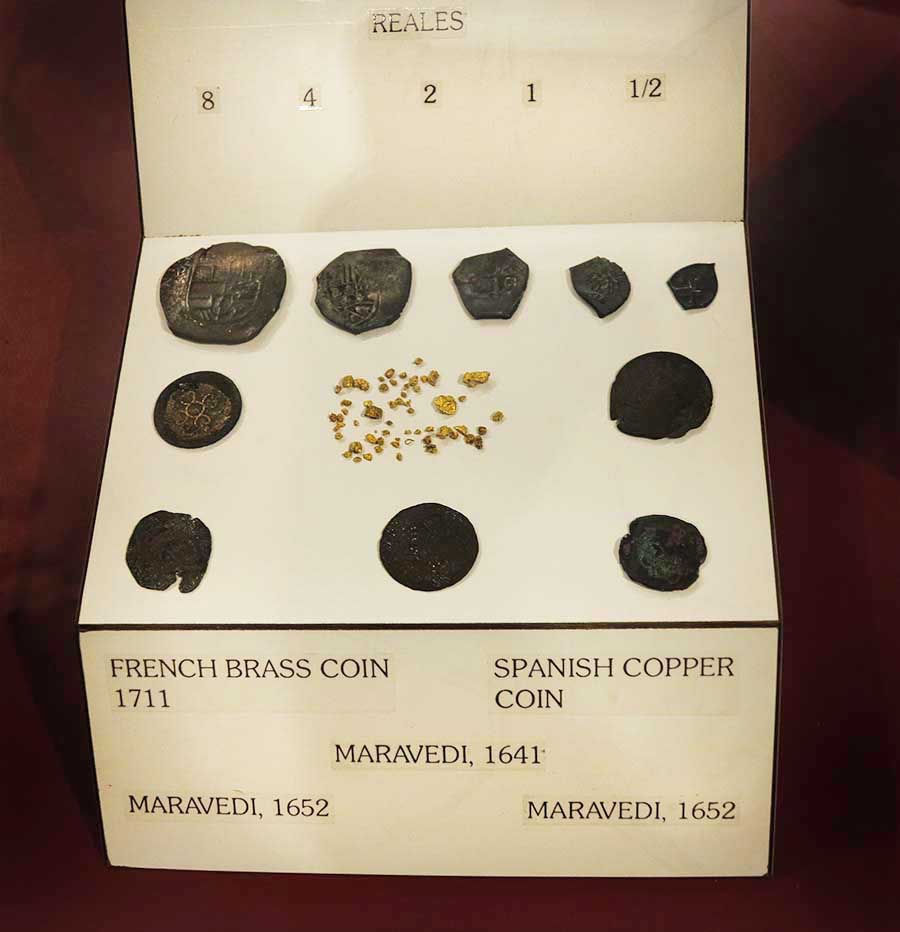 REALES
8 4 2 1 1/2
FRENCH BRASS COIN
1711
SPANISH COPPER
COIN
MARAVEDI, 1641
MARAVEDI, 1652
MARAVEDI, 1652